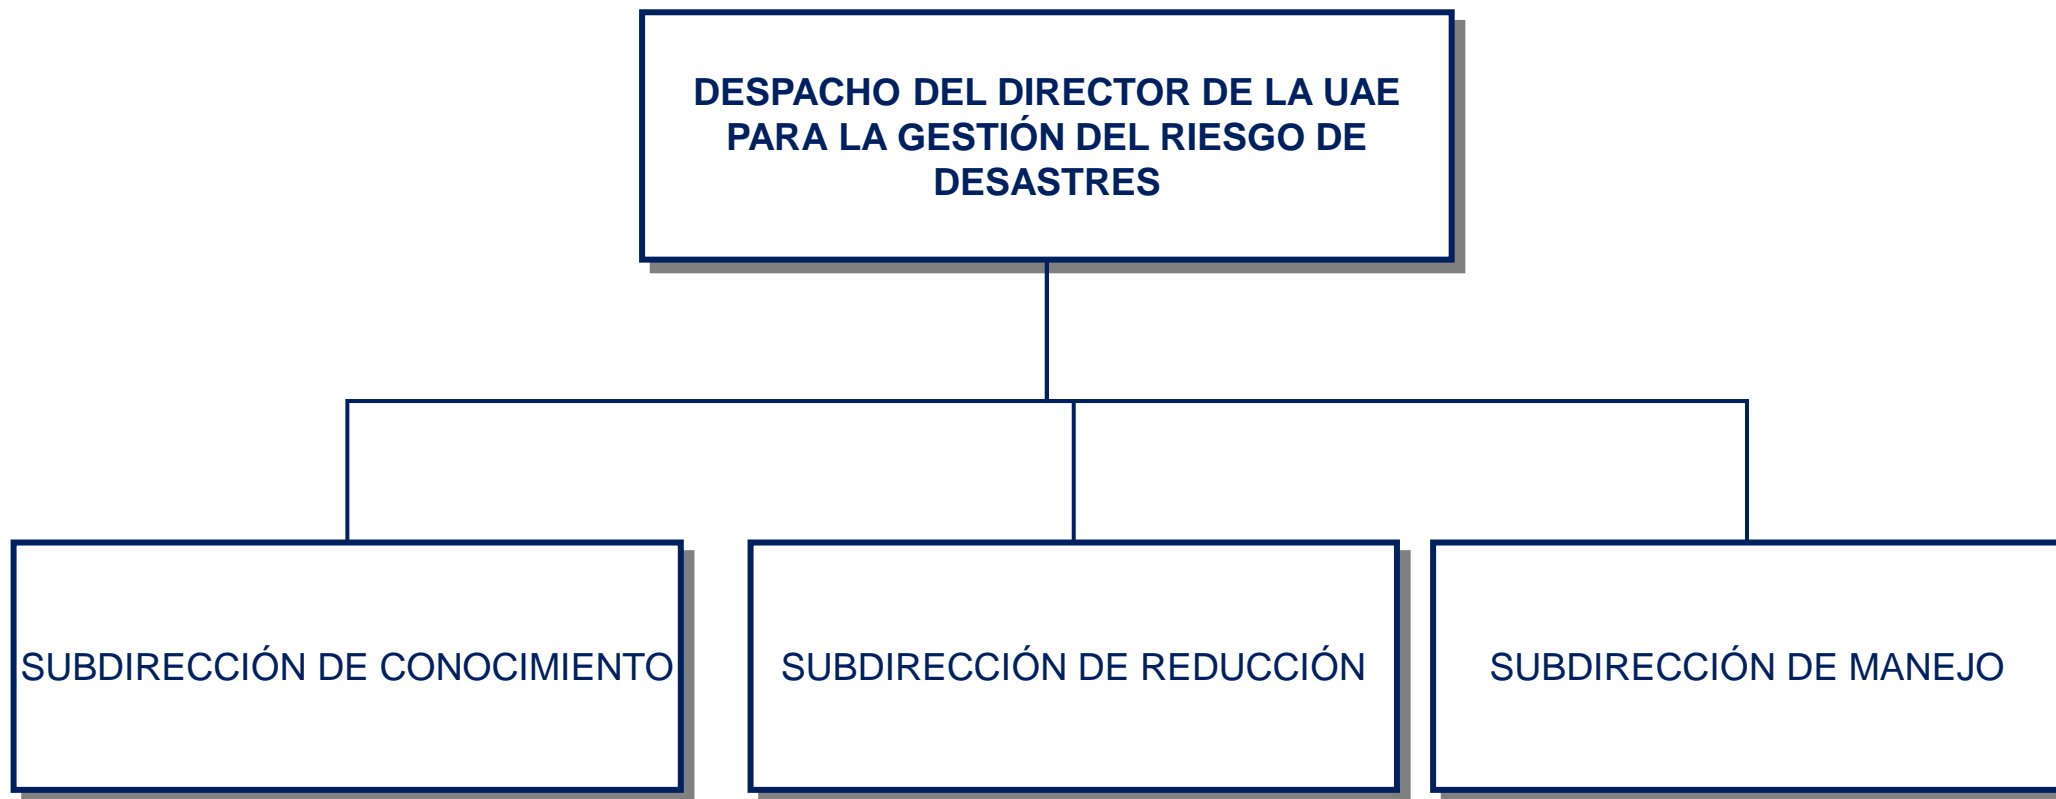 DESPACHO DEL DIRECTOR DE LA UAE
PARA LA GESTIÓN DEL RIESGO DE
DESASTRES
SUBDIRECCIÓN DE CONOCIMIENTO
SUBDIRECCIÓN DE REDUCCIÓN
SUBDIRECCIÓN DE MANEJO